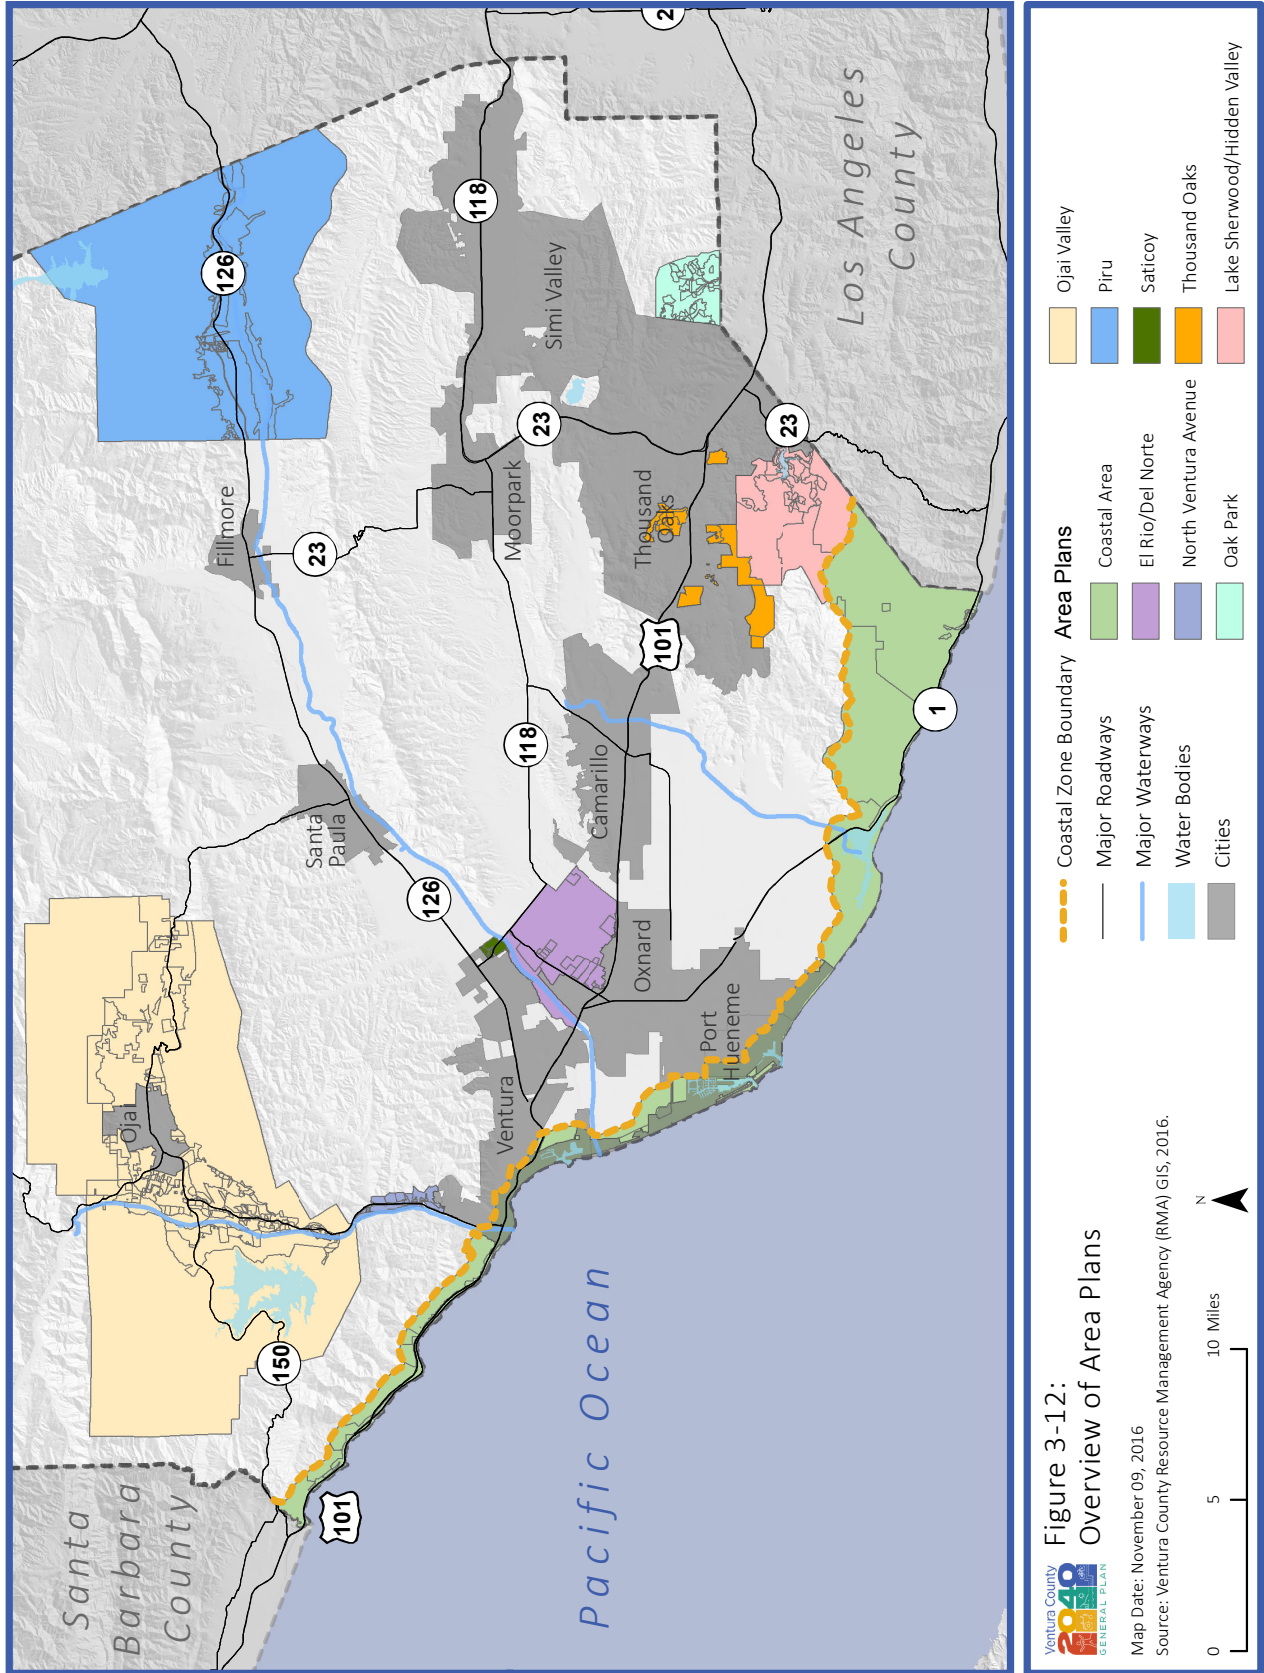 Santa
Barbara
County
101
150
Ojai
Pacific Ocean
Ventura
Port
Hueneme
Oxnard
126
Santa
Paula
Camarillo
118
Fillmore
23
101
1
Thousand
Oaks
Moorpark
23
23
Simi Valley
118
126
Los Angeles
County
2
Ventura County
2040
GENERAL PLAN
Figure 3-12:
Overview of Area Plans
Map Date: November 09, 2016
Source: Ventura County Resource Management Agency (RMA) GIS, 2016.
0
5
10 Miles
N
Coastal Zone Boundary
Major Roadways
Major Waterways
Water Bodies
Cities
Area Plans
Coastal Area
El Rio/Del Norte
North Ventura Avenue
Oak Park
Ojai Valley
Piru
Saticoy
Thousand Oaks
Lake Sherwood/Hidden Valley